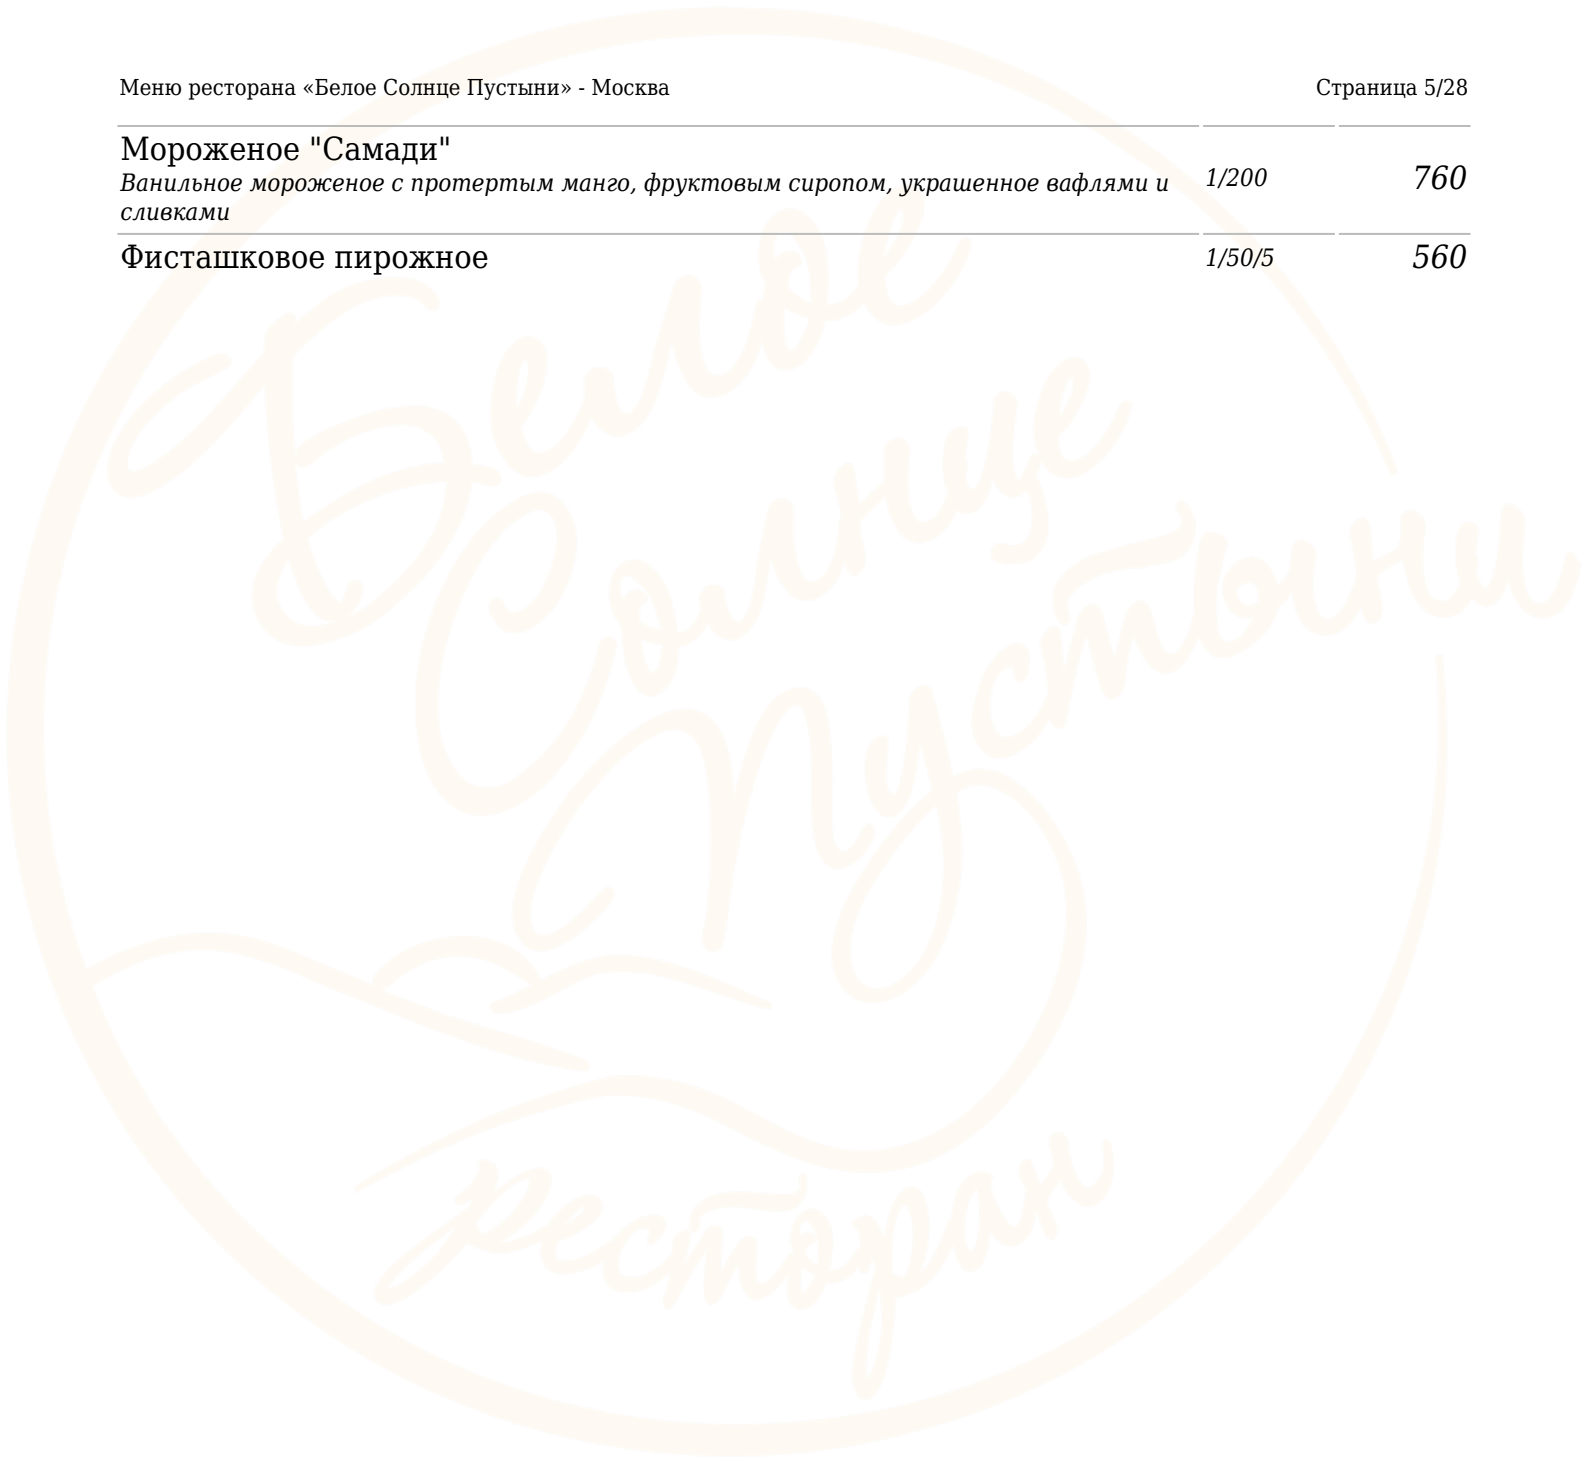 Меню ресторана «Белое Солнце Пустыни» - Москва
Страница 5/28
Мороженое "Самади"
Ванильное мороженое с протертым манго, фруктовым сиропом, украшенное вафлями и
сливками
1/200
760
Фисташковое пирожное
1/50/5
560
Белое
Солнце
Пустыни
ресторан